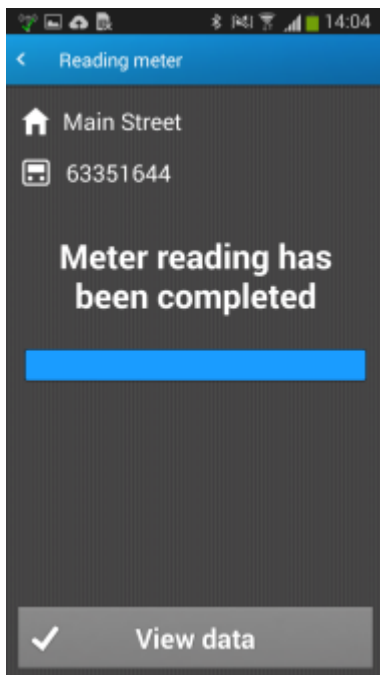 14:04
Reading meter
Main Street
63351644
Meter reading has
been completed
View data